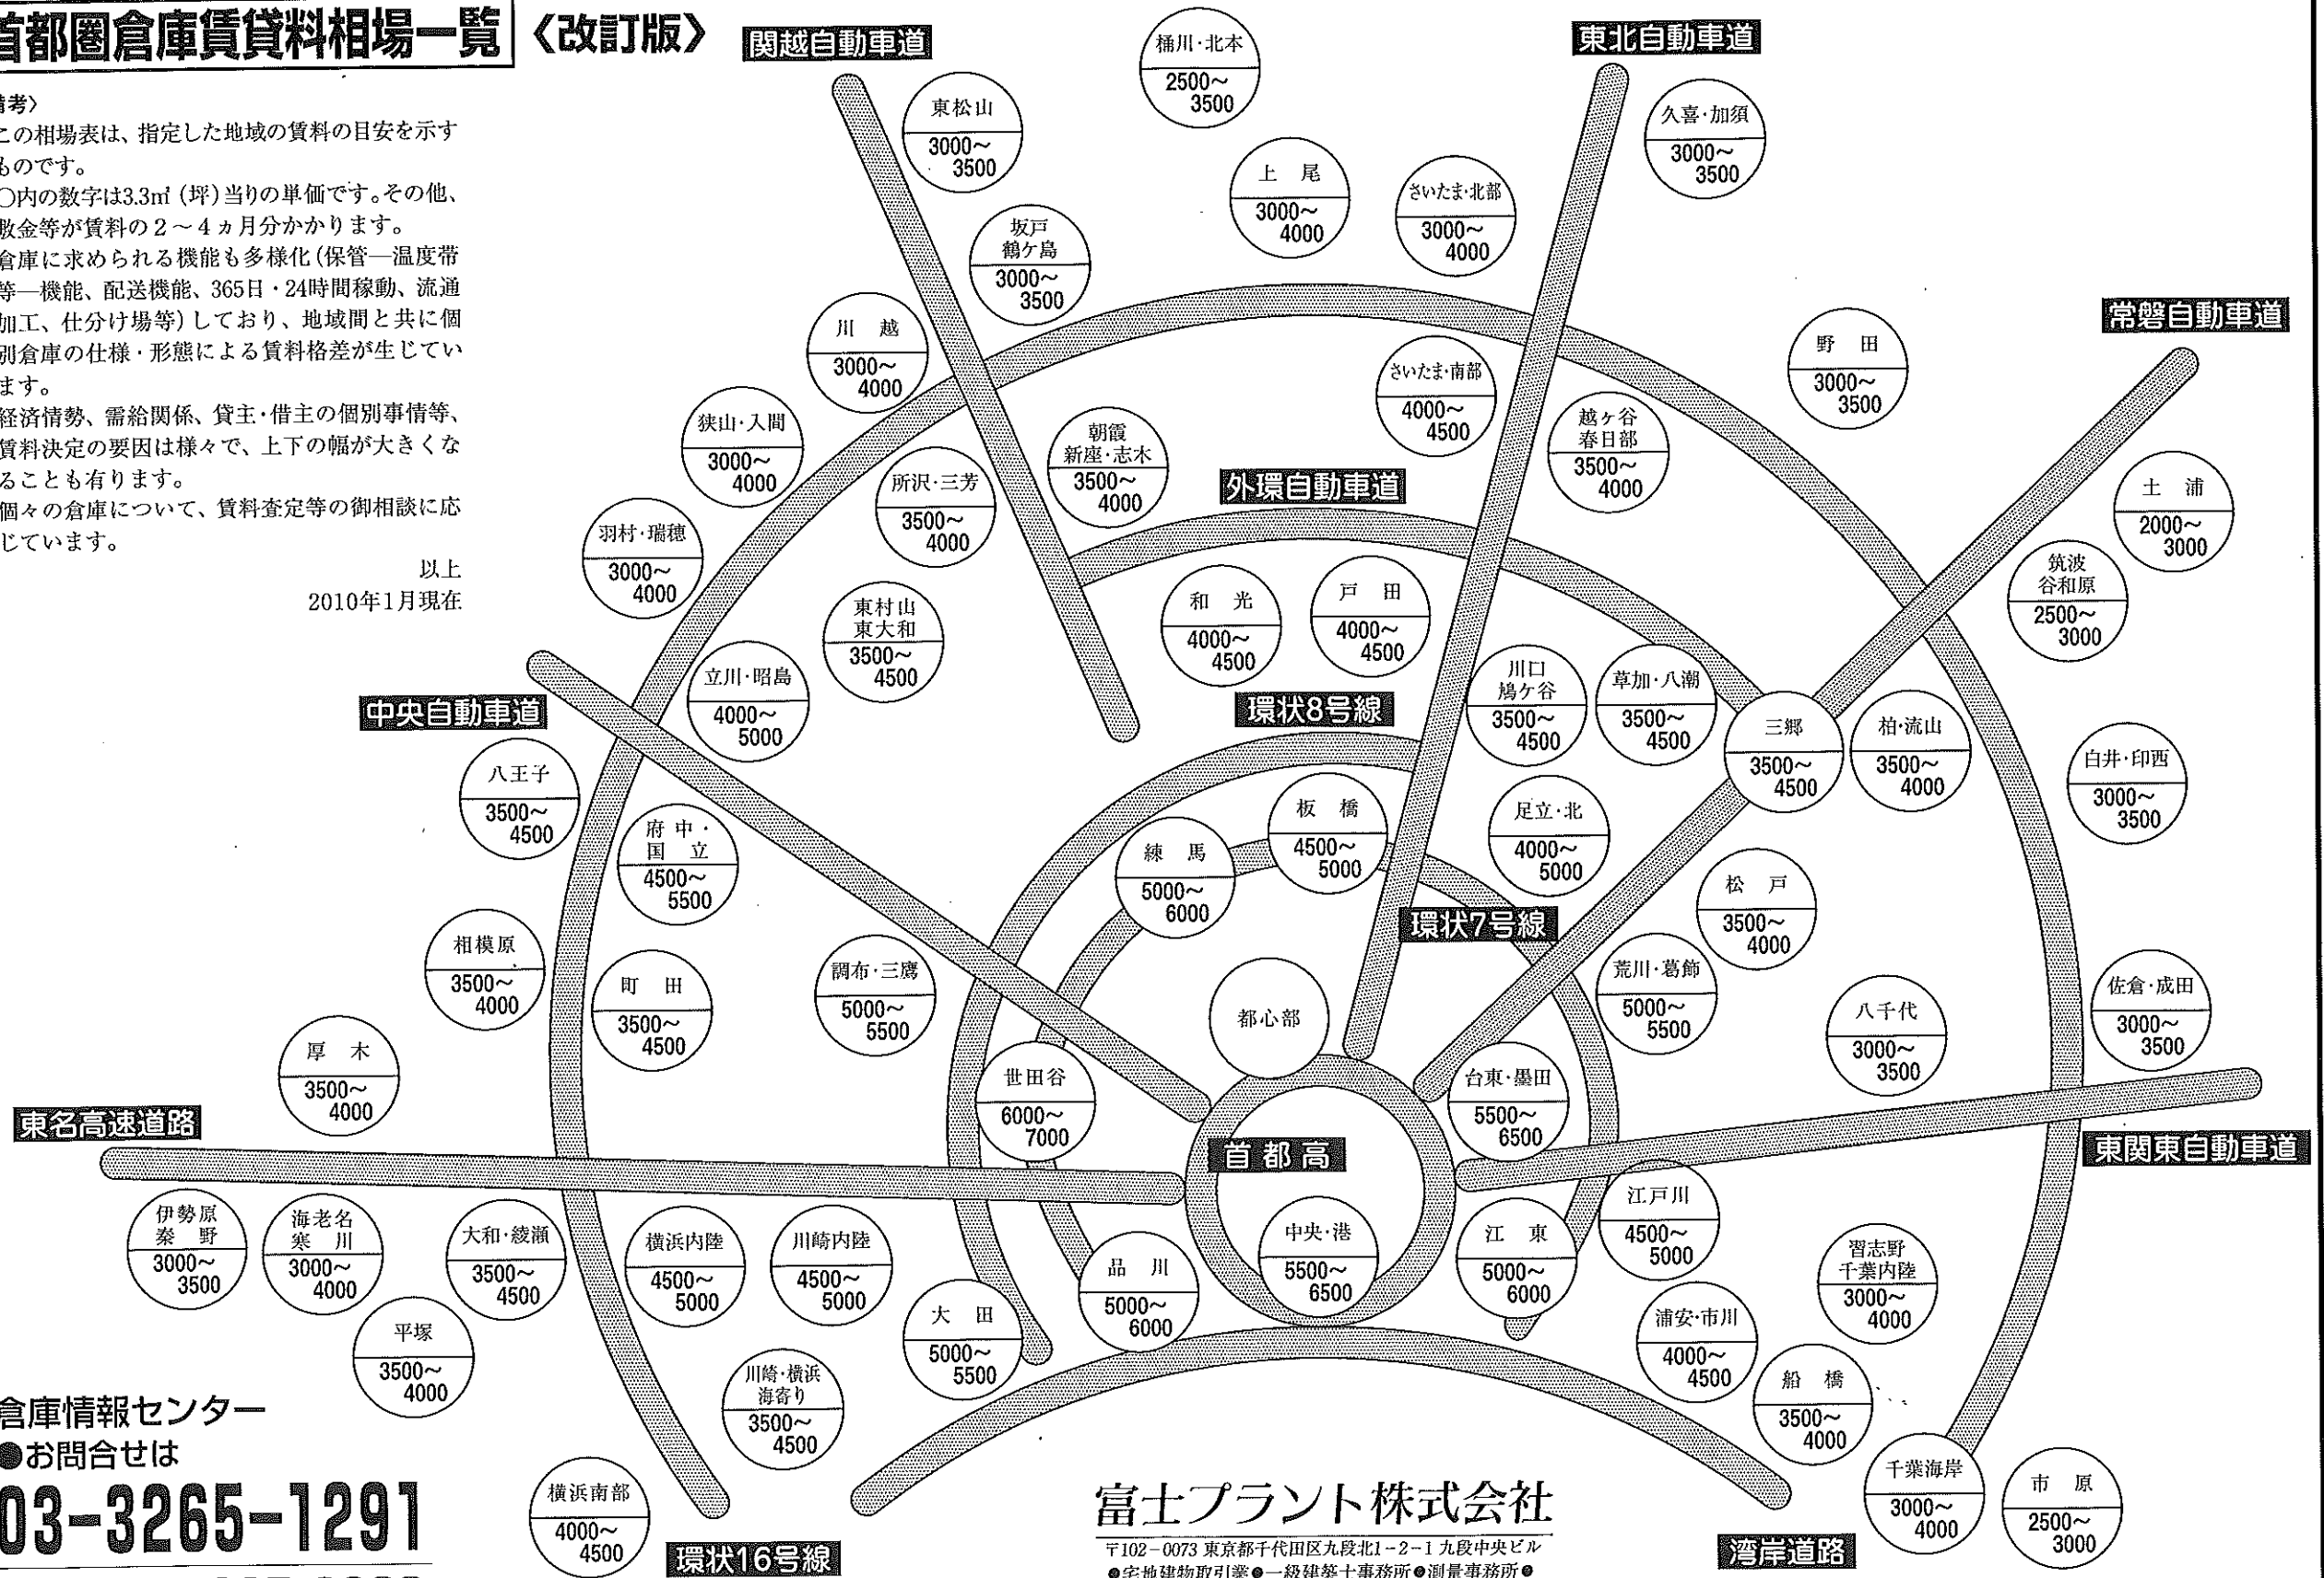 首都圏倉庫賃貸料相場一覧
〈改訂版〉
備考〉
この相場表は、指定した地域の賃料の目安を示す
ものです。
○内の数字は3.3㎡（坪）当りの単価です。その他、
敷金等が賃料の２～４ヵ月分かかります。
倉庫に求められる機能も多様化（保管―温度帯
等―機能、配送機能、365日・24時間稼動、流通
加工、仕分け場等）しており、地域間と共に個
別倉庫の仕様・形態による賃料格差が生じてい
ます。
経済情勢、需給関係、貸主・借主の個別事情等、
賃料決定の要因は様々で、上下の幅が大きくな
ることも有ります。
個々の倉庫について、賃料査定等の御相談に応
じています。
以上
2010年1月現在
関越自動車道
東北自動車道
常磐自動車道
外環自動車道
中央自動車道
環状8号線
環状7号線
東名高速道路
首都高
東関東自動車道
環状16号線
湾岸道路
桶川・北本
2500～
3500
東松山
3000～
3500
久喜・加須
3000～
3500
上尾
3000～
4000
さいたま・北部
3000～
4000
坂戸
鶴ケ島
3000～
3500
川越
3000～
4000
さいたま・南部
4000～
4500
野田
3000～
3500
狭山・入間
3000～
4000
朝霞
新座・志木
3500～
4000
越ヶ谷
春日部
3500～
4000
所沢・三芳
3500～
4000
土浦
2000～
3000
羽村・瑞穂
3000～
4000
筑波
谷和原
2500～
3000
東村山
東大和
3500～
4500
和光
4000～
4500
戸田
4000～
4500
立川・昭島
4000～
5000
川口
鳩ケ谷
3500～
4500
草加・八潮
3500～
4500
三郷
3500～
4500
柏・流山
3500～
4000
白井・印西
3000～
3500
八王子
3500～
4500
府中・
国立
4500～
5500
練馬
5000～
6000
板橋
4500～
5000
足立・北
4000～
5000
松戸
3500～
4000
相模原
3500～
4000
町田
3500～
4500
調布・三鷹
5000～
5500
都心部
荒川・葛飾
5000～
5500
八千代
3000～
3500
佐倉・成田
3000～
3500
厚木
3500～
4000
世田谷
6000～
7000
台東・墨田
5500～
6500
伊勢原
秦野
3000～
3500
海老名
寒川
3000～
4000
大和・綾瀬
3500～
4500
横浜内陸
4500～
5000
川崎内陸
4500～
5000
品川
5000～
6000
中央・港
5500～
6500
江東
5000～
6000
江戸川
4500～
5000
習志野
千葉内陸
3000～
4000
平塚
3500～
4000
大田
5000～
5500
浦安・市川
4000～
4500
川崎・横浜
海寄り
3500～
4500
船橋
3500～
4000
横浜南部
4000～
4500
千葉海岸
3000～
4000
市原
2500～
3000
倉庫情報センター
●お問合せは
03-3265-1291
富士プラント株式会社
〒102-0073 東京都千代田区九段北1-2-1 九段中央ビル
●宅地建物取引業●一級建築士事務所●測量事務所●